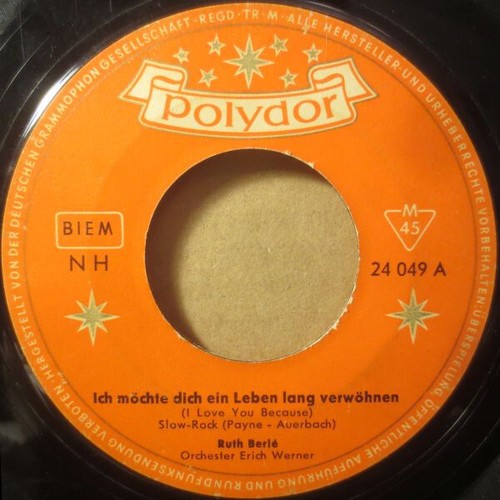 HERGESTELLT VON DER DEUTSCHEN GRAMMOPHON GESELLSCHAFT · REGD · TR · M · ALLE HERSTELLER- UND URHEBERRECHTE VORBEHALTEN · ÜBERSPIELUNG, ÖFFENTLICHE AUFFÜHRUNG UND RUNDFUNKSENDUNG VERBOTEN ·
Polydor
BIEM
NH
M
45
24 049 A
Ich möchte dich ein Leben lang verwöhnen
(I Love You Because)
Slow-Rock (Payne - Auerbach)
Ruth Berlé
Orchester Erich Werner